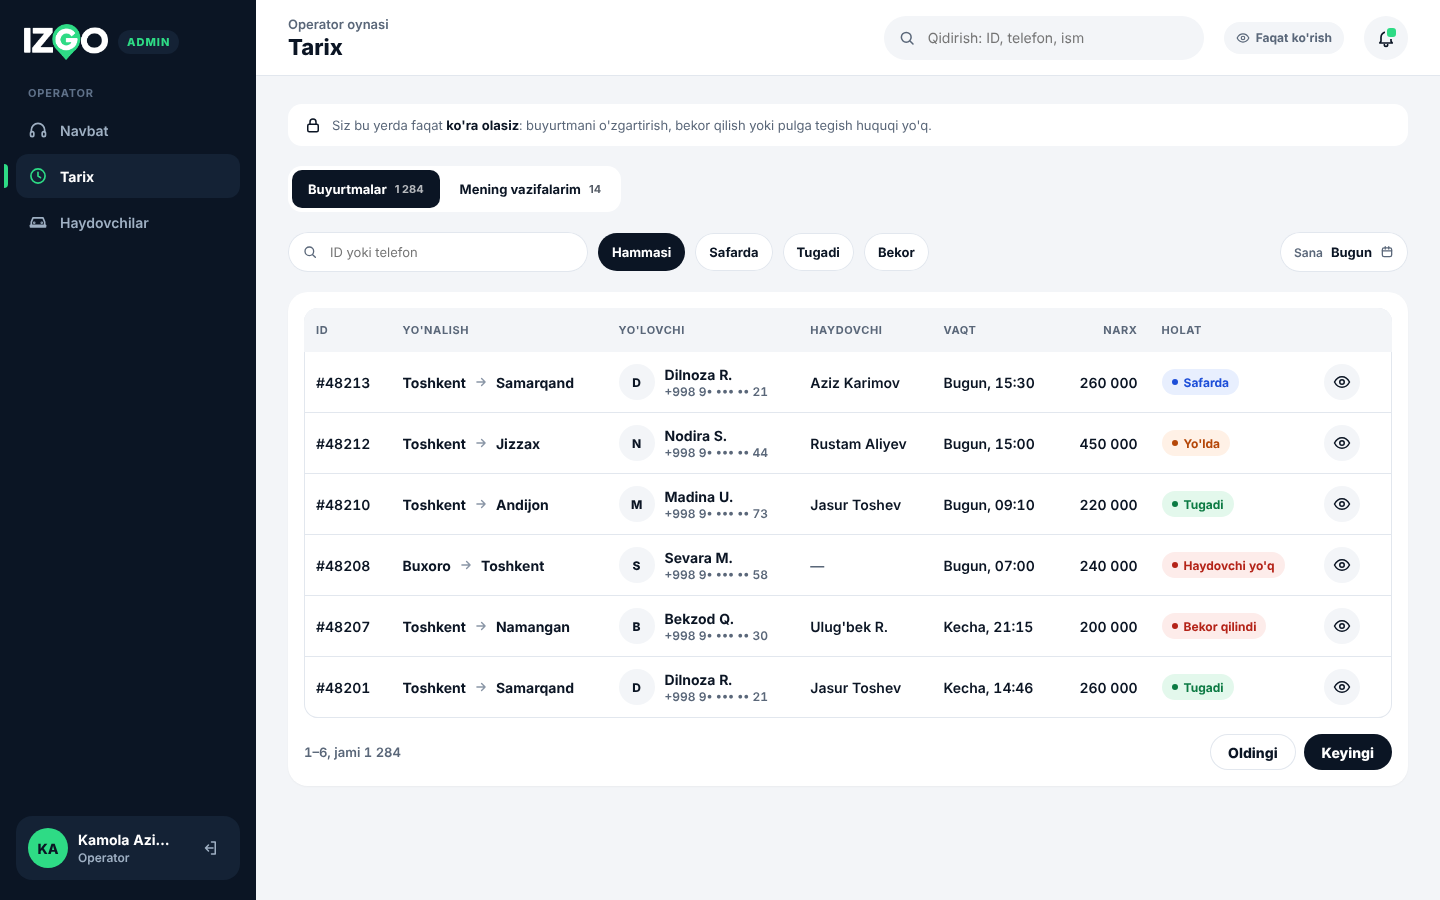 IZGO ADMIN
OPERATOR
Navbat
Tarix
Haydovchilar
Kamola Azi...
KA
Operator
Operator oynasi
Tarix
Qidirish: ID, telefon, ism
Faqat ko'rish
Siz bu yerda faqat ko'ra olasiz: buyurtmani o'zgartirish, bekor qilish yoki pulga tegish huquqi yo'q.
Buyurtmalar 1 284 Mening vazifalarim 14
ID yoki telefon Hammasi Safarda Tugadi Bekor Sana Bugun
ID YO'NALISH YO'LOVCHI HAYDOVCHI VAQT NARX HOLAT
#48213 Toshkent → Samarqand D Dilnoza R. Aziz Karimov Bugun, 15:30 260 000 Safarda
+998 9• ••• •• 21
#48212 Toshkent → Jizzax N Nodira S. Rustam Aliyev Bugun, 15:00 450 000 Yo'lda
+998 9• ••• •• 44
#48210 Toshkent → Andijon M Madina U. Jasur Toshev Bugun, 09:10 220 000 Tugadi
+998 9• ••• •• 73
#48208 Buxoro → Toshkent S Sevara M. — Bugun, 07:00 240 000 Haydovchi yo'q
+998 9• ••• •• 58
#48207 Toshkent → Namangan B Bekzod Q. Ulug'bek R. Kecha, 21:15 200 000 Bekor qilindi
+998 9• ••• •• 30
#48201 Toshkent → Samarqand D Dilnoza R. Jasur Toshev Kecha, 14:46 260 000 Tugadi
+998 9• ••• •• 21
1–6, jami 1 284 Oldingi Keyingi